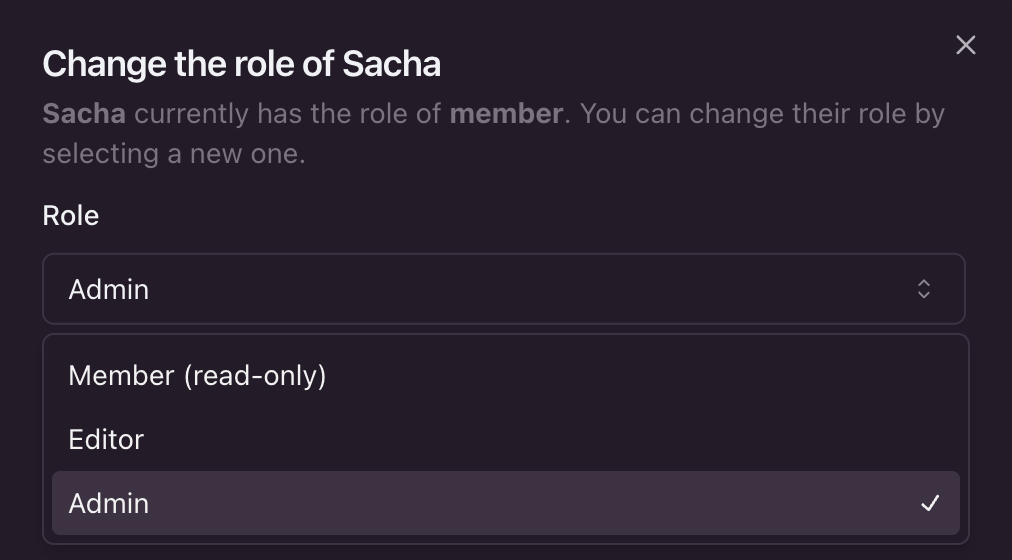 Change the role of Sacha
Sacha currently has the role of member. You can change their role by
selecting a new one.
Role
Admin
Member (read-only)
Editor
Admin